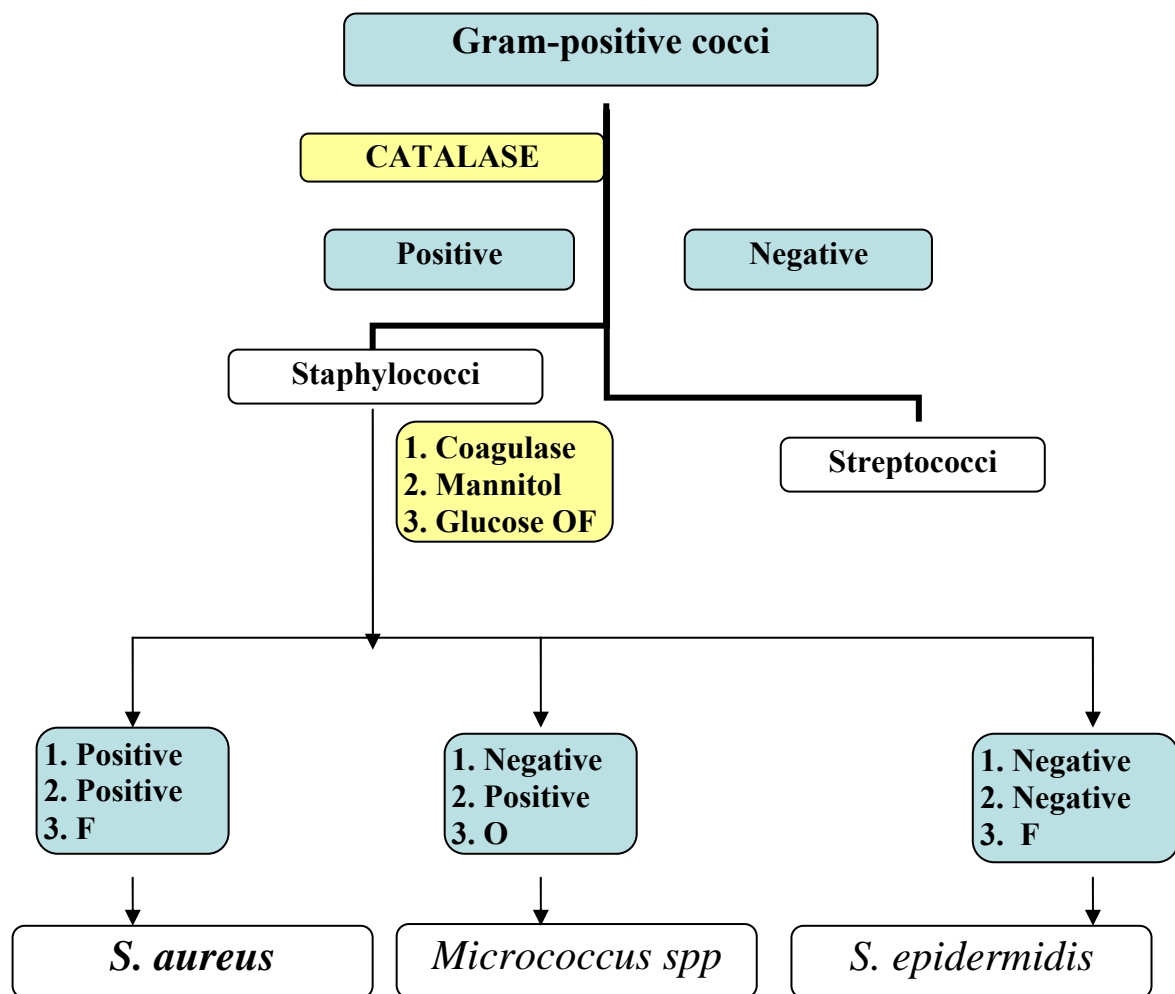 Gram-positive cocci
CATALASE
Positive
Negative
Staphylococci
1. Coagulase
2. Mannitol
3. Glucose OF
Streptococci
1. Positive
2. Positive
3. F
1. Negative
2. Positive
3. O
1. Negative
2. Negative
3. F
S. aureus
Micrococcus spp
S. epidermidis